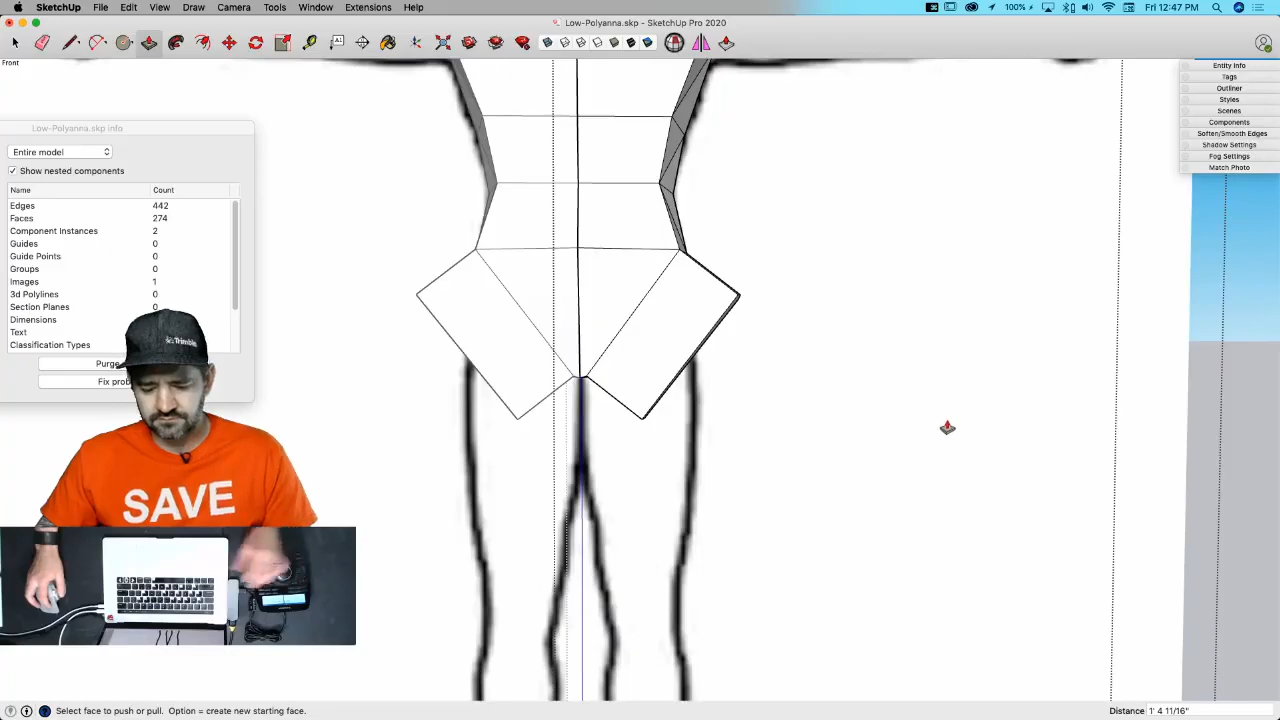 SketchUp File Edit View Draw Camera Tools Window Extensions Help 100% Fri 12:47 PM
Low-Polyanna.skp - SketchUp Pro 2020
Front
Entity Info
Tags
Outliner
Styles
Scenes
Components
Soften/Smooth Edges
Shadow Settings
Fog Settings
Match Photo
Low-Polyanna.skp info
Entire model
Show nested components
Name Count
Edges 442
Faces 274
Component Instances 2
Guides 0
Guide Points 0
Groups 0
Images 1
3d Polylines 0
Section Planes 0
Dimensions
Text
Classification Types
Purge
Fix prob
Trimble
SAVE
Select face to push or pull. Option = create new starting face.
Distance 1' 4 11/16"